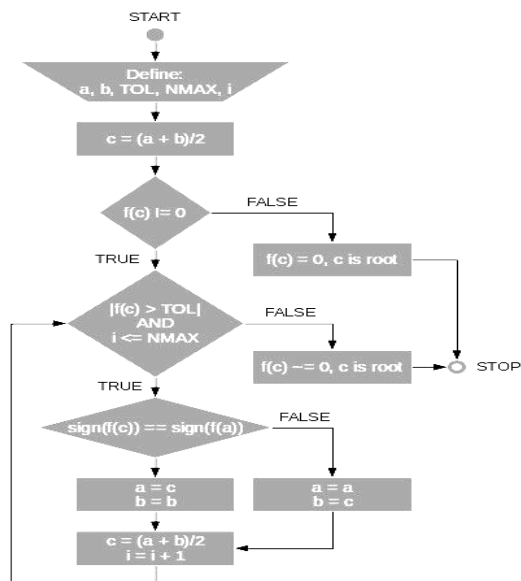 START
Define:
a, b, TOL, NMAX, i
c = (a + b)/2
f(c) != 0
FALSE
TRUE
f(c) = 0, c is root
|f(c) > TOL|
AND
i <= NMAX
FALSE
f(c) ~= 0, c is root
STOP
TRUE
sign(f(c)) == sign(f(a))
FALSE
a = c
b = b
a = a
b = c
c = (a + b)/2
i = i + 1